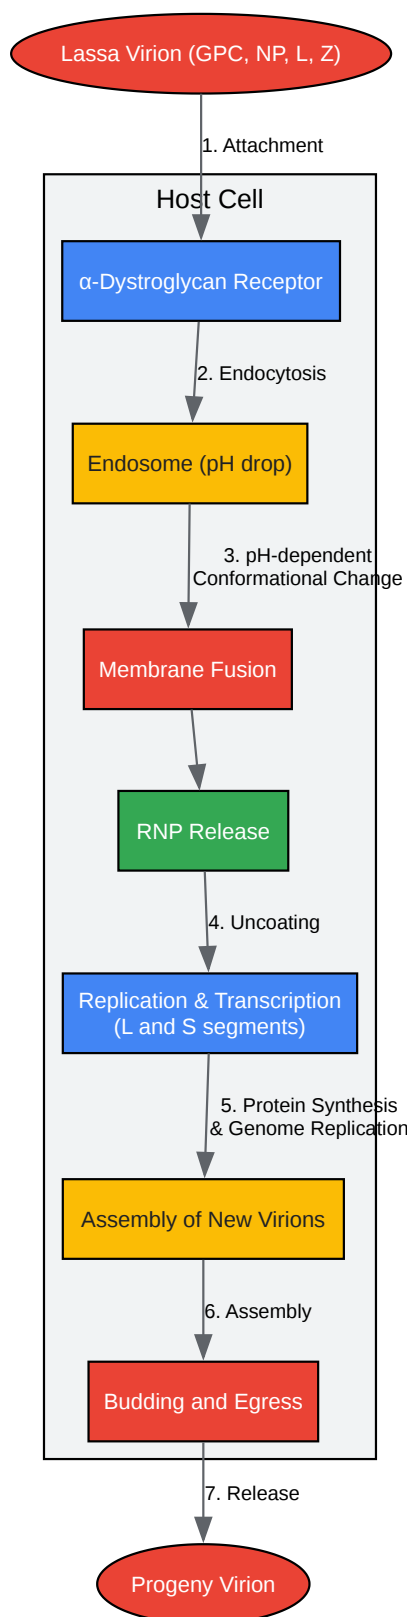 Lassa Virion (GPC, NP, L, Z)
1. Attachment
Host Cell
α-Dystroglycan Receptor
2. Endocytosis
Endosome (pH drop)
3. pH-dependent
Conformational Change
Membrane Fusion
RNP Release
4. Uncoating
Replication & Transcription
(L and S segments)
5. Protein Synthesis
& Genome Replication
Assembly of New Virions
6. Assembly
Budding and Egress
7. Release
Progeny Virion